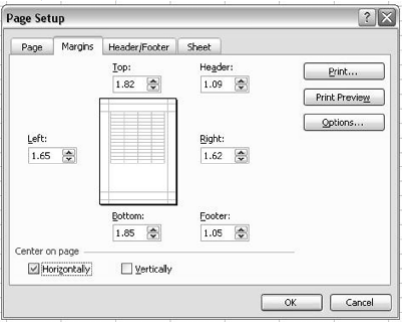 Page Setup
Page Margins Header/Footer Sheet
Top: Header:
1.82 1.09
Print...
Print Preview
Options...
Left: Right:
1.65 1.62
Bottom: Footer:
1.85 1.05
Center on page
Horizontally Vertically
OK Cancel